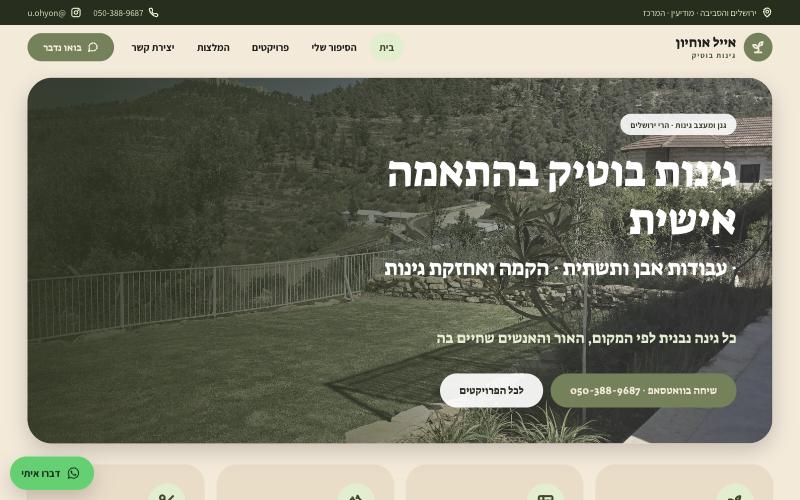 ירושלים והסביבה · מודיעין · המרכז
050-388-9687
u.ohyon@
אייל אוחיון
גינות בוטיק
בית
הסיפור שלי
פרויקטים
המלצות
יצירת קשר
בואו נדבר
גנן ומעצב גינות · הרי ירושלים
גינות בוטיק בהתאמה
אישית
· עבודות אבן ותשתית · הקמה ואחזקת גינות
כל גינה נבנית לפי המקום, האור והאנשים שחיים בה
שיחה בוואטסאפ · 050-388-9687
לכל הפרויקטים
דברו איתי